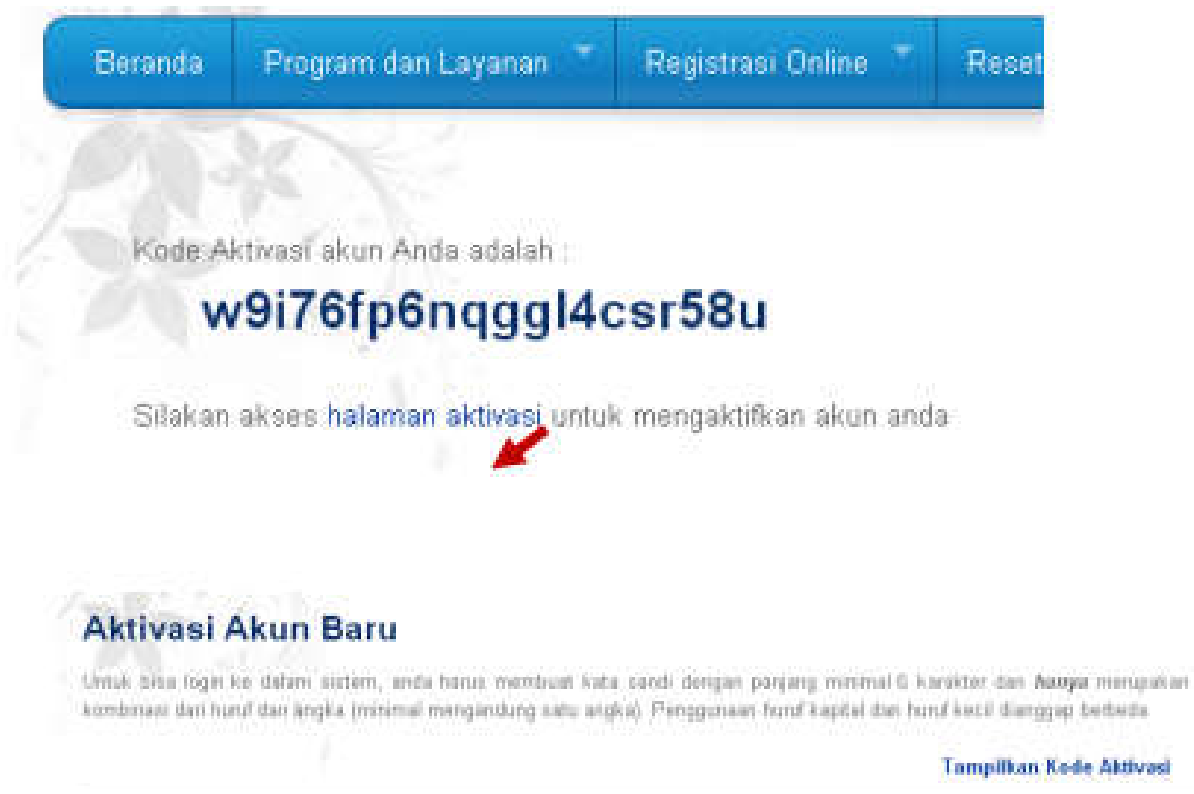 Beranda Program dan Layanan Registrasi Online Reset
Kode Aktivasi akun Anda adalah :
w9i76fp6nqggl4csr58u
Silakan akses halaman aktivasi untuk mengaktifkan akun anda
Aktivasi Akun Baru
Untuk bisa login ke dalam sistem, anda harus membuat kata sandi dengan panjang minimal 6 karakter dan hanya merupakan
kombinasi dari huruf dan angka (minimal mengandung satu angka). Penggunaan huruf kapital dan huruf kecil dianggap berbeda
Tampilkan Kode Aktivasi